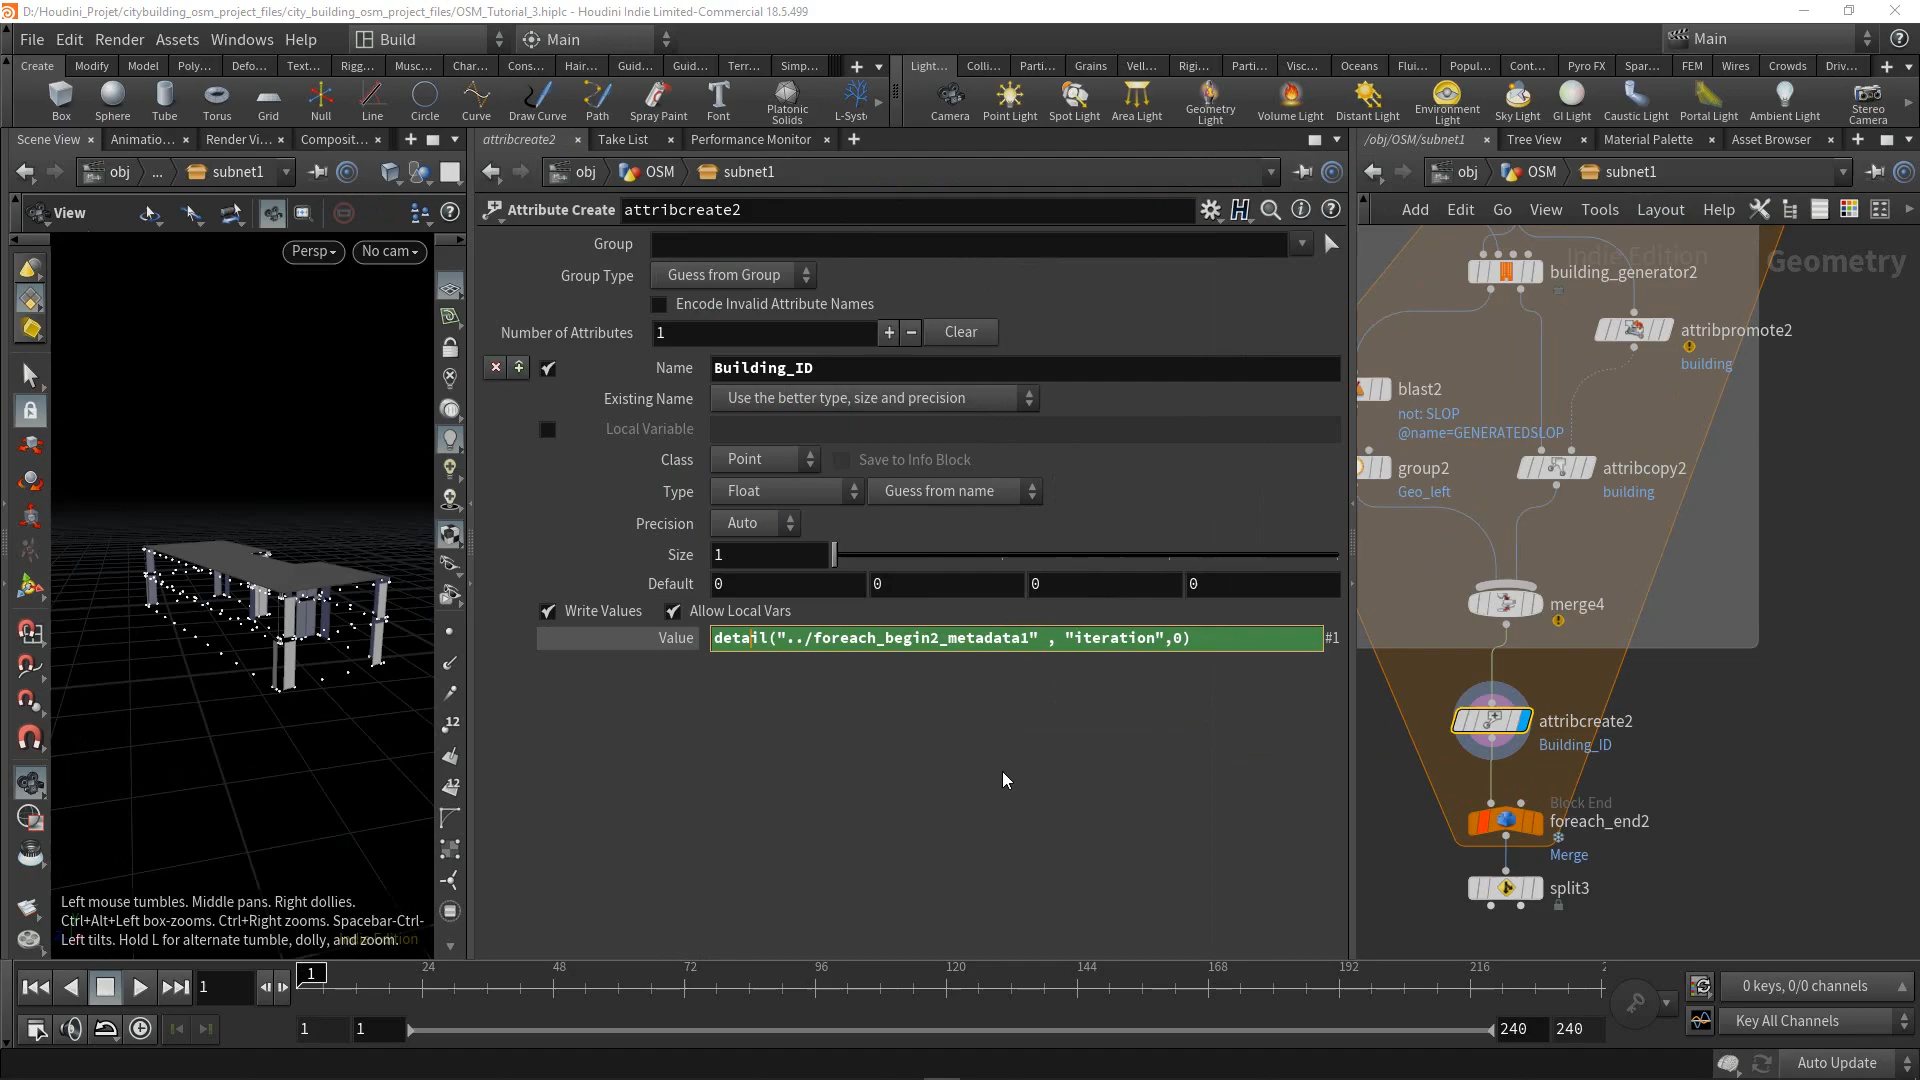 D:/Houdini_Projet/citybuilding_osm_project_files/city_building_osm_project_files/OSM_Tutorial_3.hiplc - Houdini Indie Limited-Commercial 18.5.499
File Edit Render Assets Windows Help Build Main Main
Create Modify Model Poly... Defo... Text... Rigg... Musc... Char... Cons... Hair... Guid... Guid... Terr... Simp...
Light... Colli... Parti... Grains Vell... Rigi... Parti... Visc... Oceans Flui... Popul... Cont... Pyro FX Spar... FEM Wires Crowds Driv...
Box Sphere Tube Torus Grid Null Line Circle Curve Draw Curve Path Spray Paint Font Platonic Solids L-Syst
Camera Point Light Spot Light Area Light Geometry Light Volume Light Distant Light Environment Light Sky Light GI Light Caustic Light Portal Light Ambient Light Stereo Camera
Scene View Animatio... Render Vi... Composit...
attribcreate2 Take List Performance Monitor
/obj/OSM/subnet1 Tree View Material Palette Asset Browser
obj ... subnet1
obj OSM subnet1
obj OSM subnet1
View
Attribute Create attribcreate2
Add Edit Go View Tools Layout Help
Persp No cam
Group
Group Type Guess from Group
Encode Invalid Attribute Names
Number of Attributes 1 Clear
Name Building_ID
Existing Name Use the better type, size and precision
Local Variable
Class Point Save to Info Block
Type Float Guess from name
Precision Auto
Size 1
Default 0 0 0 0
Write Values Allow Local Vars
Value detail("../foreach_begin2_metadata1" , "iteration",0) #1
Indie Edition
Geometry
building_generator2
attribpromote2
building
blast2
not: SLOP
@name=GENERATEDSLOP
group2
Geo_left
attribcopy2
building
merge4
attribcreate2
Building_ID
Block End
foreach_end2
Merge
split3
12
12
Left mouse tumbles. Middle pans. Right dollies.
Ctrl+Alt+Left box-zooms. Ctrl+Right zooms. Spacebar-Ctrl-
Left tilts. Hold L for alternate tumble, dolly, and zoom.
1 1 24 48 72 96 120 144 168 192 216 2
0 keys, 0/0 channels
1 1 240 240
Key All Channels
Auto Update